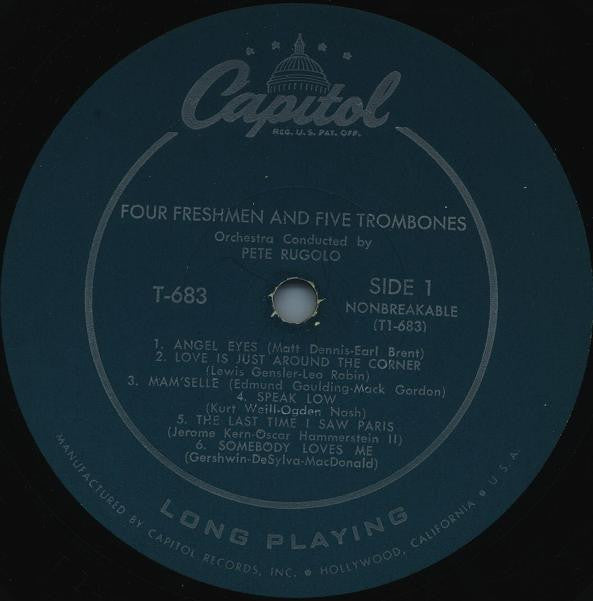 Capitol
REG. U.S. PAT. OFF.
FOUR FRESHMEN AND FIVE TROMBONES
Orchestra Conducted by
PETE RUGOLO
T-683
SIDE 1
NONBREAKABLE
(T1-683)
1. ANGEL EYES (Matt Dennis-Earl Brent)
2. LOVE IS JUST AROUND THE CORNER
(Lewis Gensler-Leo Robin)
3. MAM'SELLE (Edmund Goulding-Mack Gordon)
4. SPEAK LOW
(Kurt Weill-Ogden Nash)
5. THE LAST TIME I SAW PARIS
(Jerome Kern-Oscar Hammerstein II)
6. SOMEBODY LOVES ME
(Gershwin-DeSylva-MacDonald)
LONG PLAYING
MANUFACTURED BY CAPITOL RECORDS, INC. • HOLLYWOOD, CALIFORNIA • U.S.A.